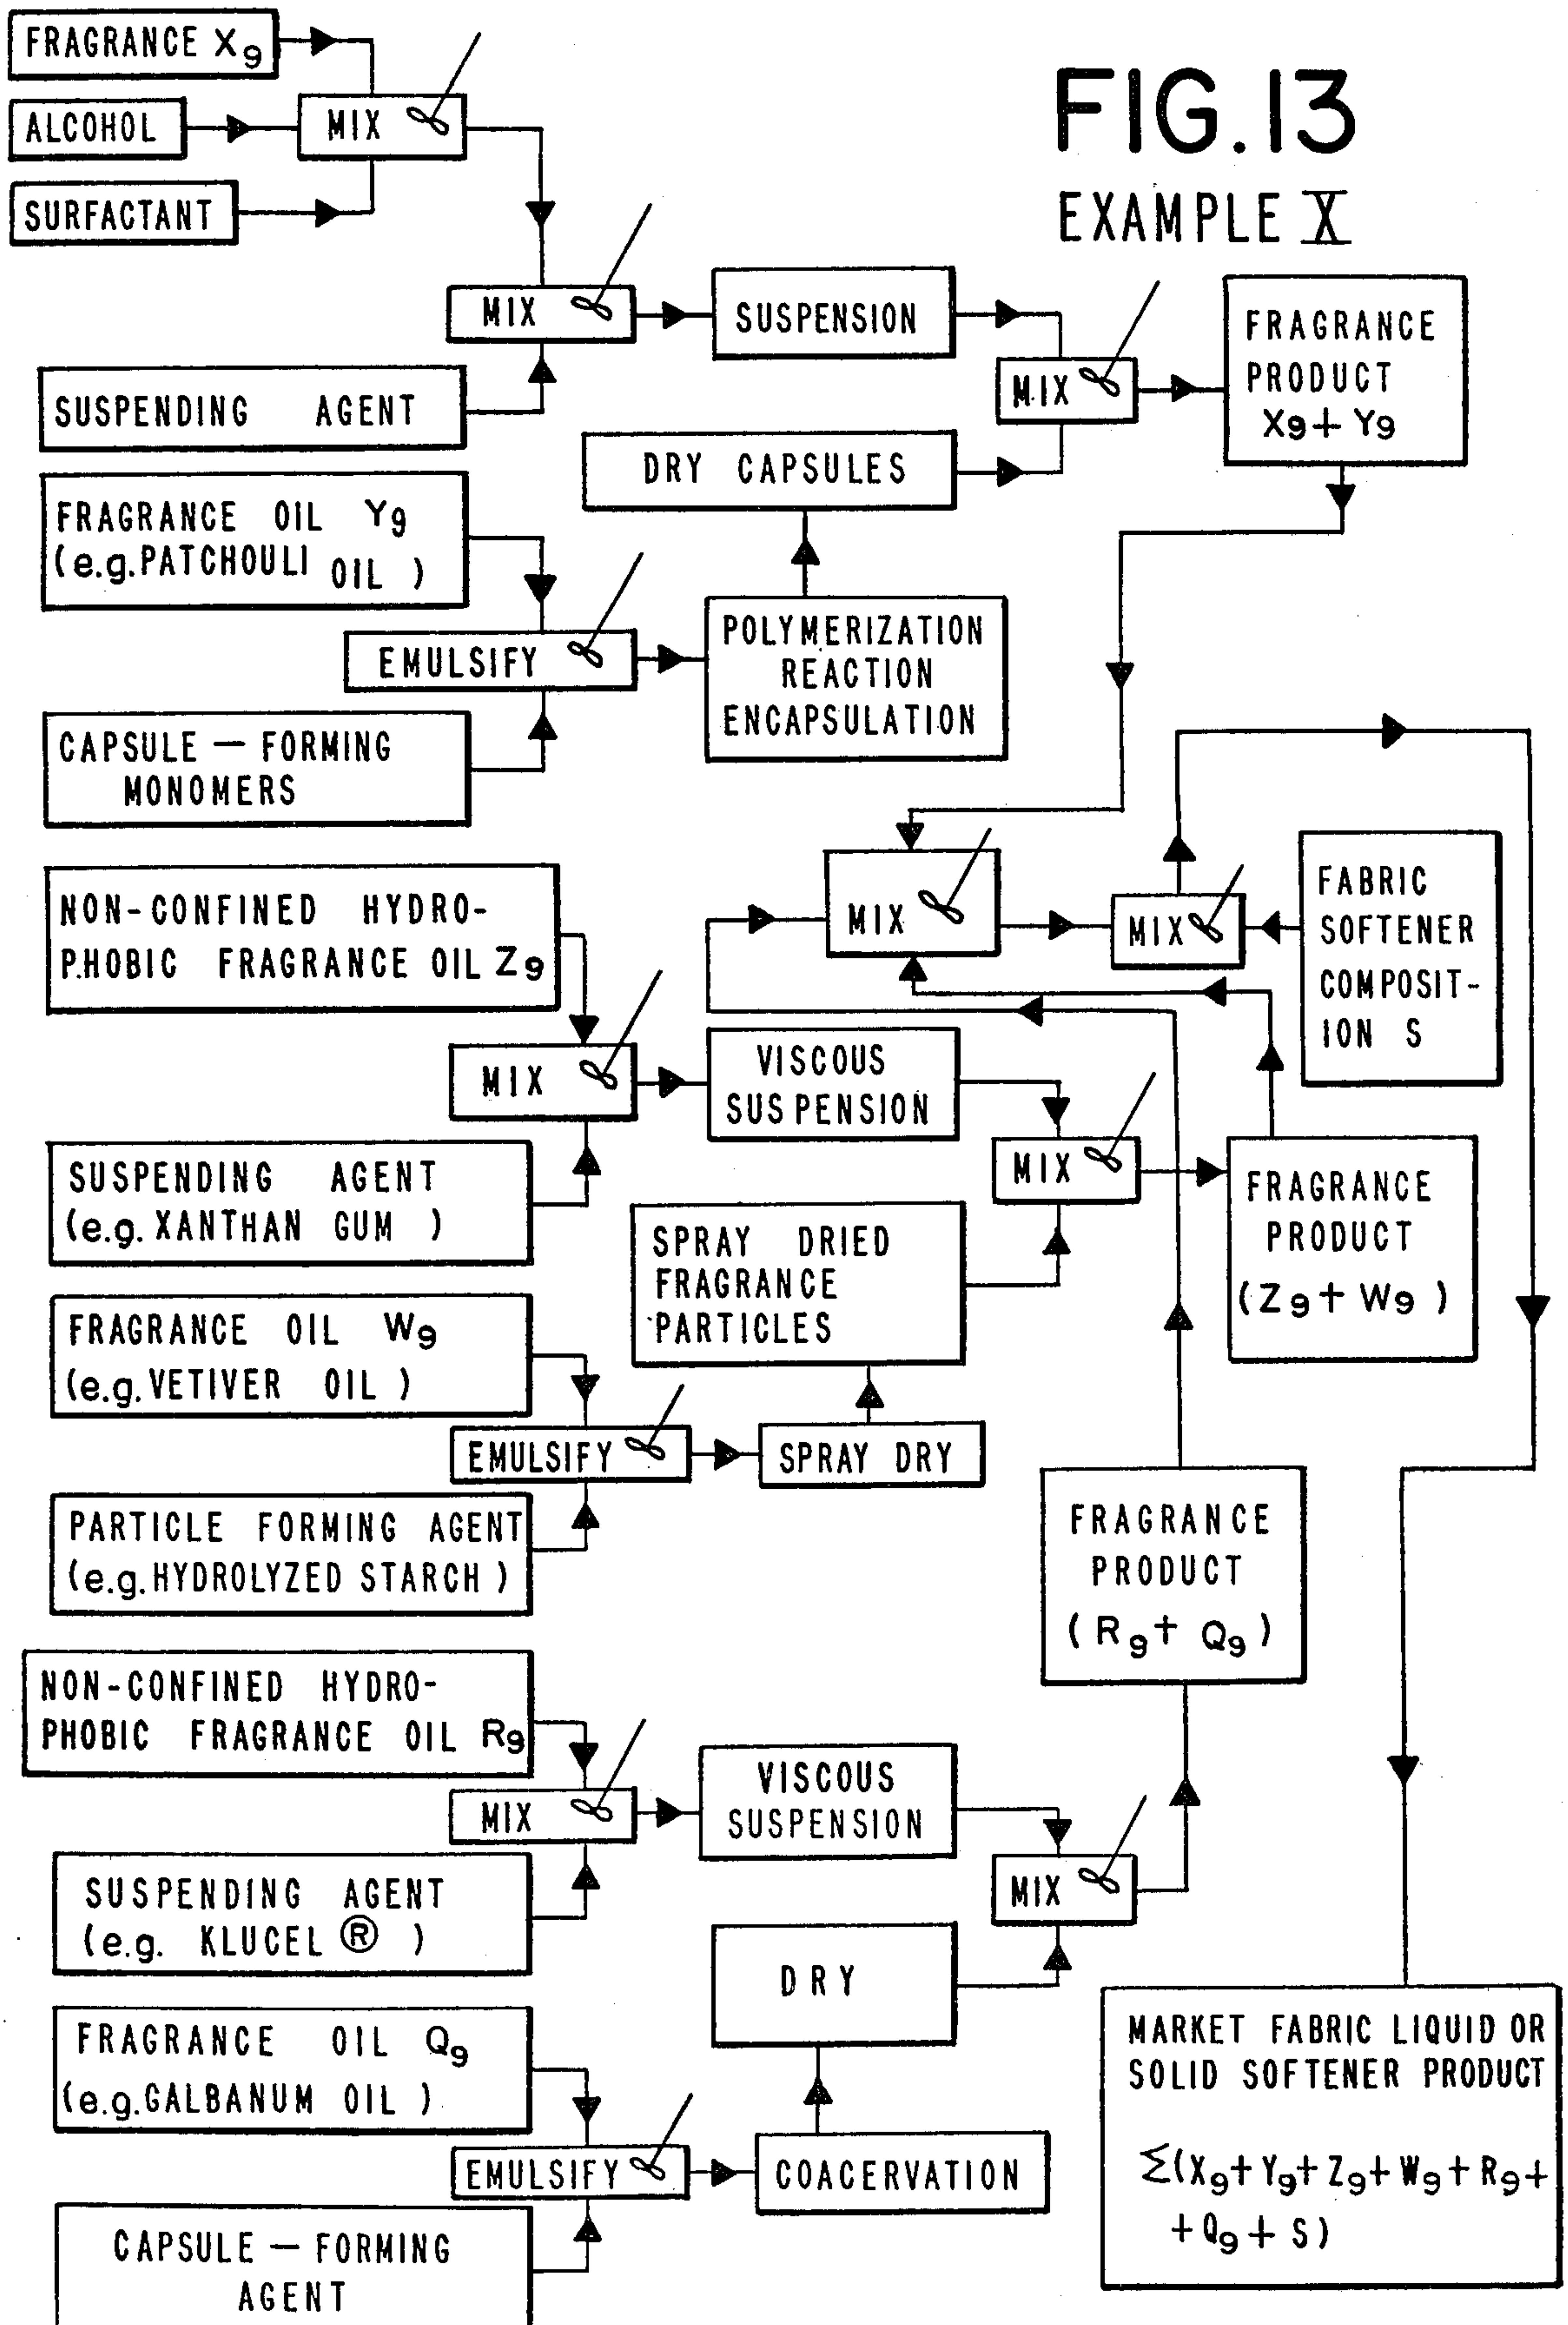 FIG.13
EXAMPLE X
FRAGRANCE X9
ALCOHOL
MIX
SURFACTANT
MIX
SUSPENSION
SUSPENDING AGENT
MIX
FRAGRANCE
PRODUCT
X9+ Y9
DRY CAPSULES
FRAGRANCE OIL Y9
(e.g.PATCHOULI OIL )
EMULSIFY
POLYMERIZATION
REACTION
ENCAPSULATION
CAPSULE — FORMING
MONOMERS
NON-CONFINED HYDRO-
P.HOBIC FRAGRANCE OIL Z9
MIX
MIX
FABRIC
SOFTENER
COMPOSIT-
ION S
MIX
VISCOUS
SUSPENSION
SUSPENDING AGENT
(e.g. XANTHAN GUM )
MIX
FRAGRANCE
PRODUCT
(Z9+ W9 )
SPRAY DRIED
FRAGRANCE
PARTICLES
FRAGRANCE OIL W9
(e.g.VETIVER OIL )
EMULSIFY
SPRAY DRY
PARTICLE FORMING AGENT
(e.g.HYDROLYZED STARCH )
FRAGRANCE
PRODUCT
( R9+ Q9 )
NON-CONFINED HYDRO-
PHOBIC FRAGRANCE OIL R9
MIX
VISCOUS
SUSPENSION
SUSPENDING AGENT
(e.g. KLUCEL ® )
MIX
DRY
FRAGRANCE OIL Q9
(e.g.GALBANUM OIL )
EMULSIFY
COACERVATION
CAPSULE — FORMING
AGENT
MARKET FABRIC LIQUID OR
SOLID SOFTENER PRODUCT
Σ(X9+ Y9+ Z9+ W9+ R9+
+ Q9 + S)